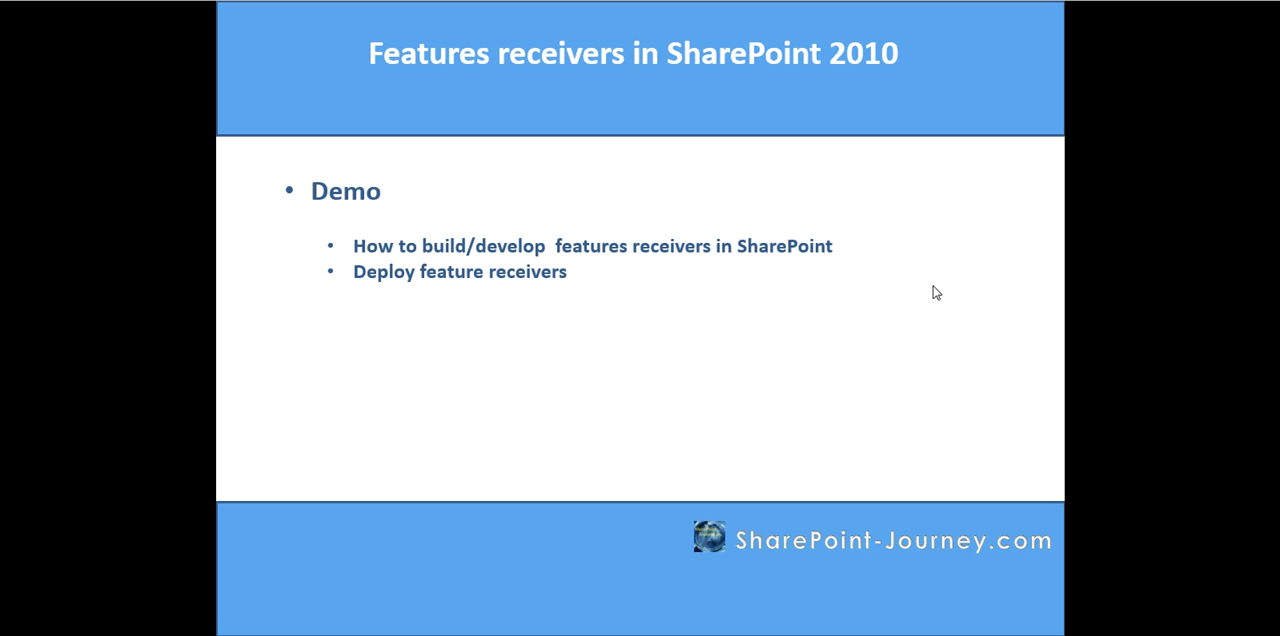 Features receivers in SharePoint 2010
• Demo
• How to build/develop  features receivers in SharePoint
• Deploy feature receivers
SharePoint-Journey.com